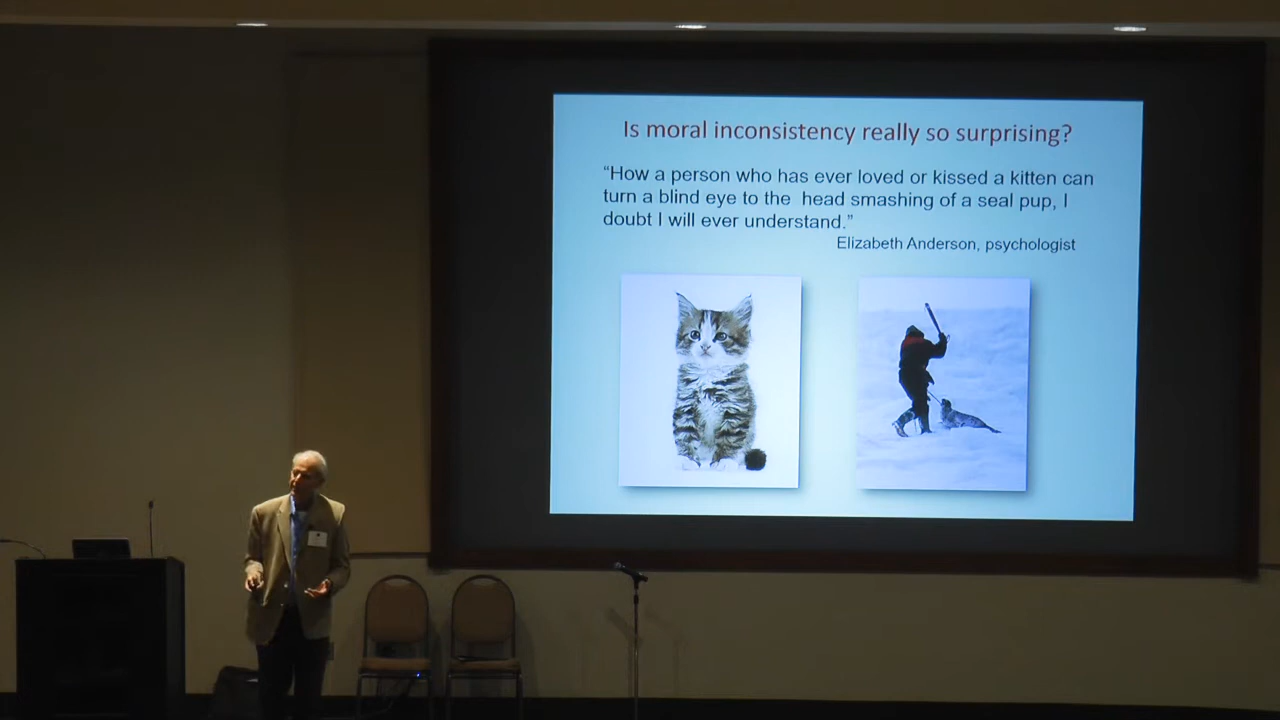 Is moral inconsistency really so surprising?
“How a person who has ever loved or kissed a kitten can
turn a blind eye to the head smashing of a seal pup, I
doubt I will ever understand.”
Elizabeth Anderson, psychologist